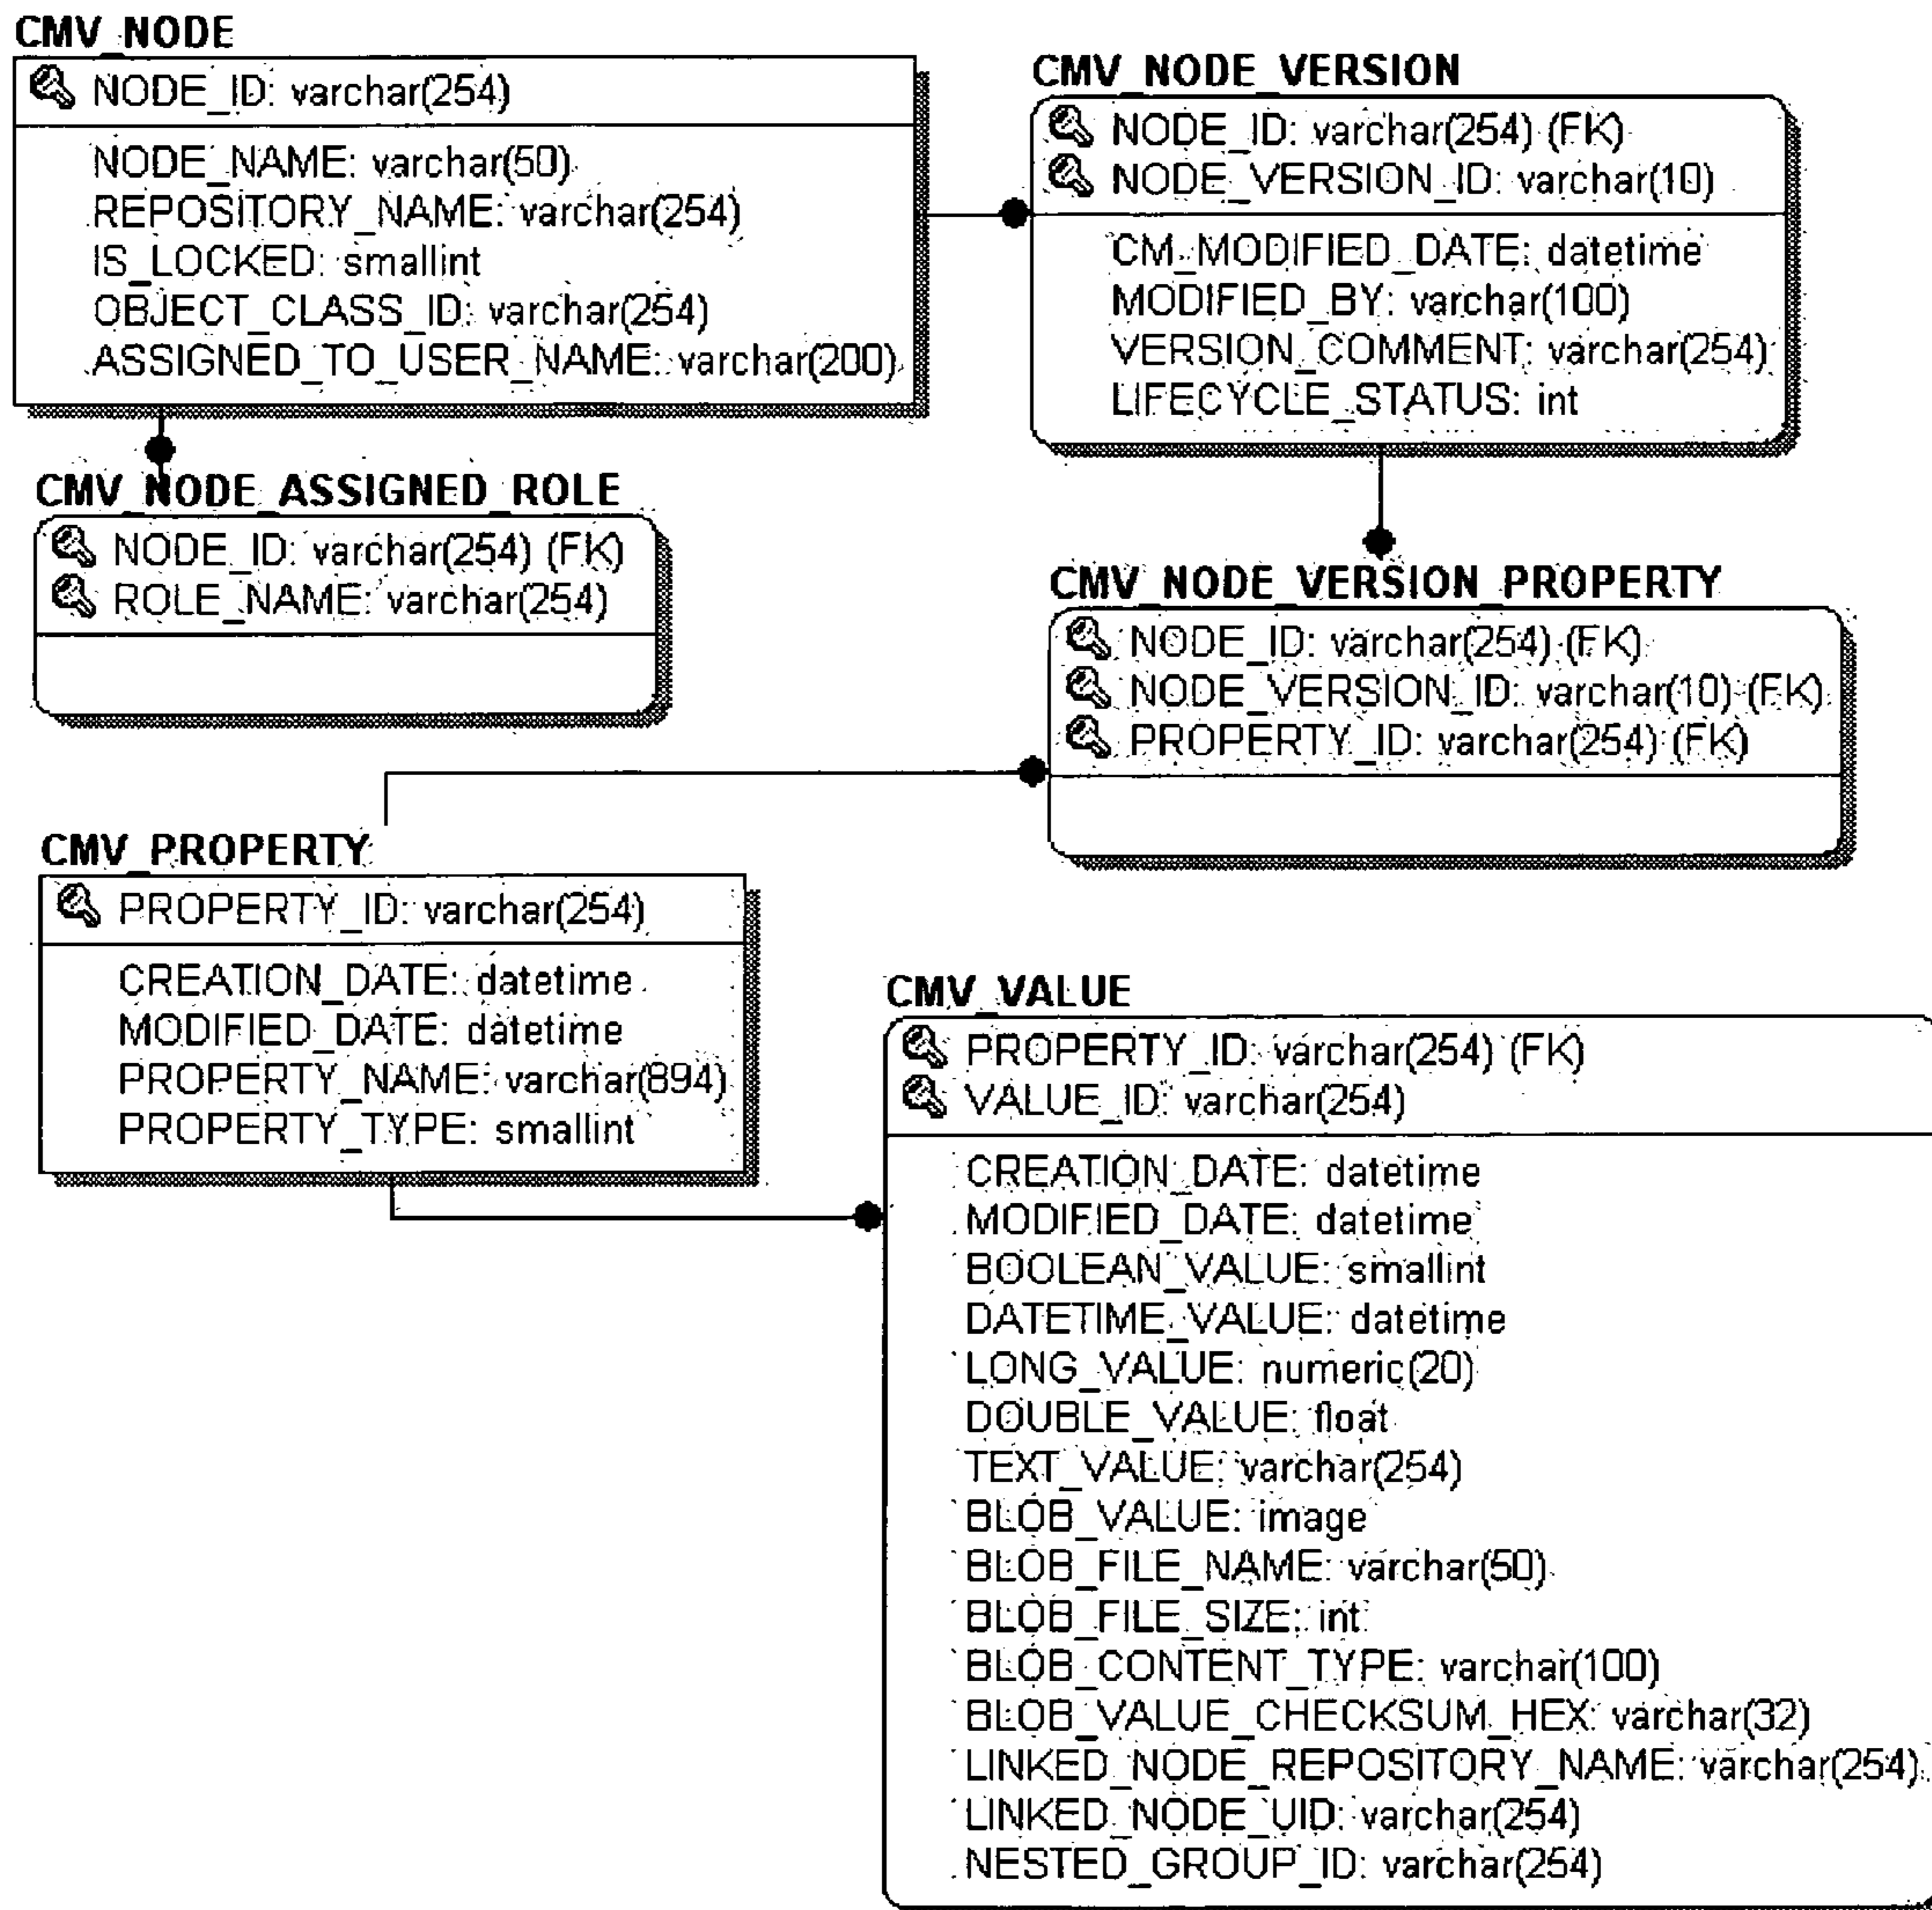 CMV_NODE
NODE_ID: varchar(254)
NODE_NAME: varchar(50)
REPOSITORY_NAME: varchar(254)
IS_LOCKED: smallint
OBJECT_CLASS_ID: varchar(254)
ASSIGNED_TO_USER_NAME: varchar(200)
CMV_NODE_VERSION
NODE_ID: varchar(254) (FK)
NODE_VERSION_ID: varchar(10)
CM_MODIFIED_DATE: datetime
MODIFIED_BY: varchar(100)
VERSION_COMMENT: varchar(254)
LIFECYCLE_STATUS: int
CMV_NODE_ASSIGNED_ROLE
NODE_ID: varchar(254) (FK)
ROLE_NAME: varchar(254)
CMV_NODE_VERSION_PROPERTY
NODE_ID: varchar(254) (FK)
NODE_VERSION_ID: varchar(10) (FK)
PROPERTY_ID: varchar(254) (FK)
CMV_PROPERTY
PROPERTY_ID: varchar(254)
CREATION_DATE: datetime
MODIFIED_DATE: datetime
PROPERTY_NAME: varchar(894)
PROPERTY_TYPE: smallint
CMV_VALUE
PROPERTY_ID: varchar(254) (FK)
VALUE_ID: varchar(254)
CREATION_DATE: datetime
MODIFIED_DATE: datetime
BOOLEAN_VALUE: smallint
DATETIME_VALUE: datetime
LONG_VALUE: numeric(20)
DOUBLE_VALUE: float
TEXT_VALUE: varchar(254)
BLOB_VALUE: image
BLOB_FILE_NAME: varchar(50)
BLOB_FILE_SIZE: int
BLOB_CONTENT_TYPE: varchar(100)
BLOB_VALUE_CHECKSUM_HEX: varchar(32)
LINKED_NODE_REPOSITORY_NAME: varchar(254)
LINKED_NODE_UID: varchar(254)
NESTED_GROUP_ID: varchar(254)